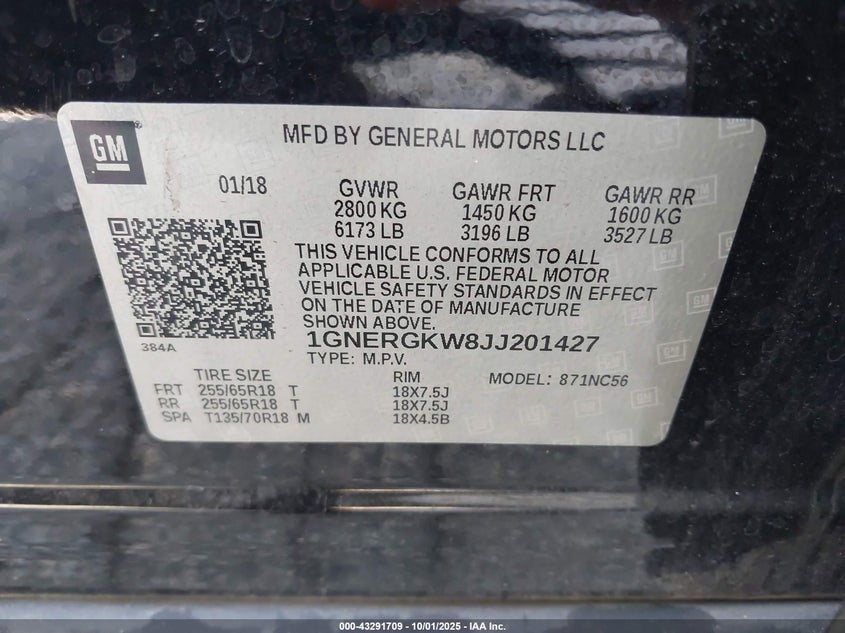 GM
MFD BY GENERAL MOTORS LLC
01/18 GVWR GAWR FRT GAWR RR
2800 KG 1450 KG 1600 KG
6173 LB 3196 LB 3527 LB
THIS VEHICLE CONFORMS TO ALL
APPLICABLE U.S. FEDERAL MOTOR
VEHICLE SAFETY STANDARDS IN EFFECT
ON THE DATE OF MANUFACTURE
SHOWN ABOVE.
384A
1GNERGKW8JJ201427
TYPE: M.P.V.
TIRE SIZE RIM MODEL: 871NC56
FRT 255/65R18 T 18X7.5J
RR 255/65R18 T 18X7.5J
SPA T135/70R18 M 18X4.5B
000-43291709 - 10/01/2025 - IAA Inc.